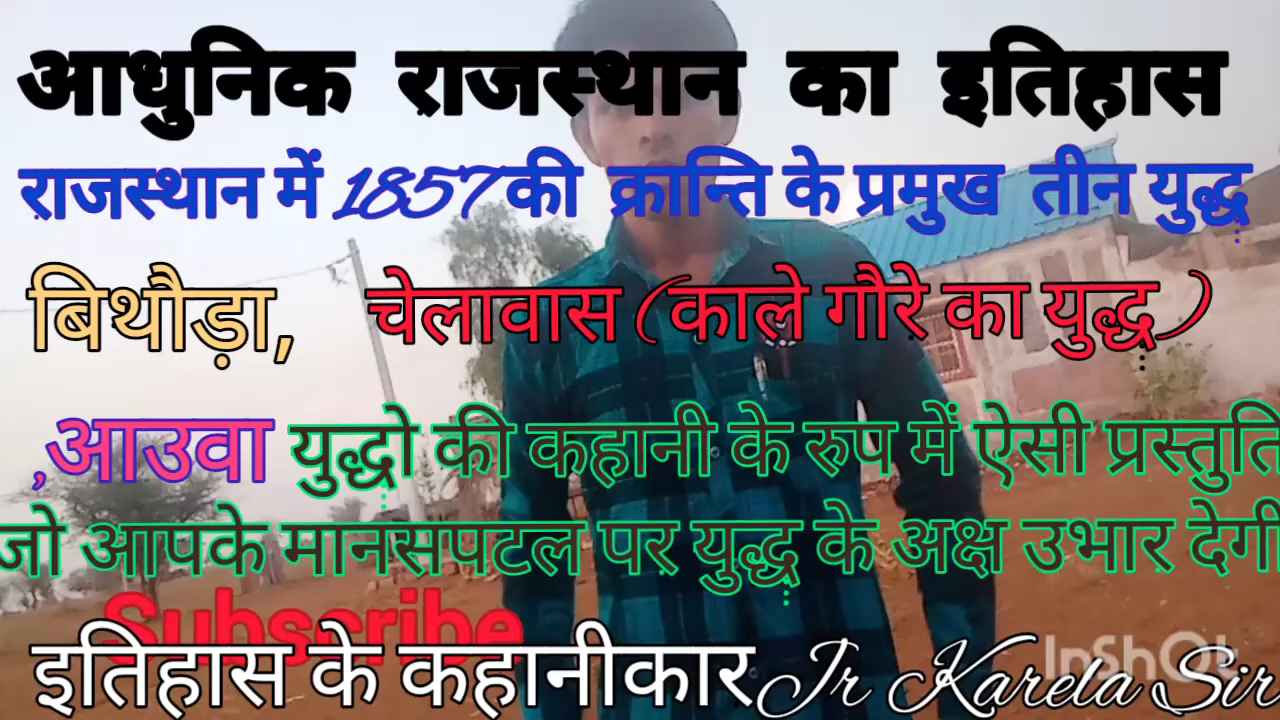 आधुनिक राजस्थान का इतिहास
राजस्थान में 1857 की क्रान्ति के प्रमुख तीन युद्ध
बिथौड़ा, चेलावास (काले गौरे का युद्ध)
,आउवा युद्धो की कहानी के रुप में ऐसी प्रस्तुति
जो आपके मानसपटल पर युद्ध के अक्ष उभार देगी
Subscribe
इतिहास के कहानीकार Jr Karela Sir
InShOt